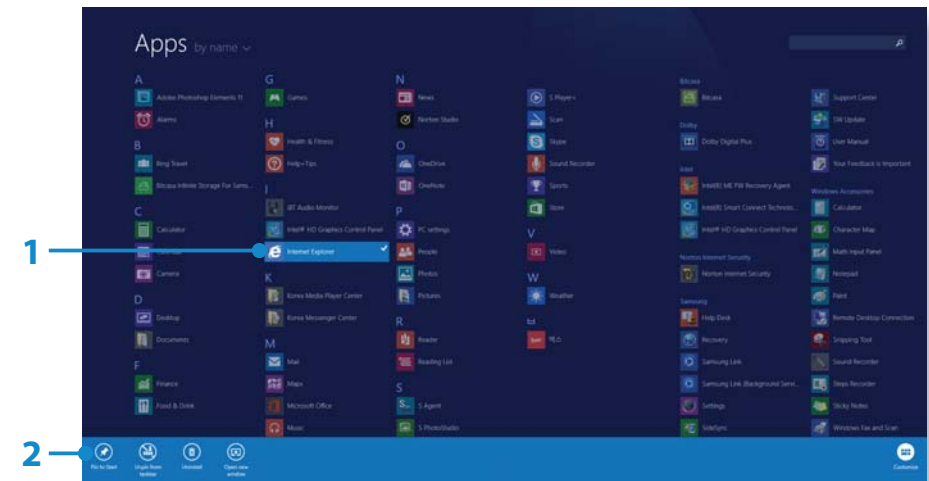 Apps by name
A
Adobe Photoshop Elements 11
Alarms
B
Bing Travel
Bitcasa Infinite Storage For Sams...
C
Calculator
Calendar
Camera
D
Desktop
Documents
F
Finance
Food & Drink
G
Games
H
Health & Fitness
Help+Tips
I
IBT Audio Monitor
Intel® HD Graphics Control Panel
1
Internet Explorer
K
Korea Media Player Center
Korea Messenger Center
M
Mail
Maps
Microsoft Office
Music
N
News
Norton Studio
O
OneDrive
OneNote
P
PC settings
People
Photos
Pictures
R
Reader
Reading List
S
S Agent
S...
S PhotoStudio
S Player+
Scan
Skype
Sound Recorder
Sports
Store
V
Video
W
Weather
Bitcasa
Bitcasa
Dolby
Dolby Digital Plus
Intel
Intel(R) ME FW Recovery Agent
Intel(R) Smart Connect Technolo...
Intel® HD Graphics Control Panel
Norton Internet Security
Norton Internet Security
Samsung
Help Desk
Recovery
Samsung Link
Samsung Link (Background Servi...
Settings
SideSync
Support Center
SW Update
User Manual
Your Feedback is Important
Windows Accessories
Calculator
Character Map
Math Input Panel
Notepad
Paint
Remote Desktop Connection
Snipping Tool
Sound Recorder
Steps Recorder
Sticky Notes
Windows Fax and Scan
2
Pin to Start
Unpin from
taskbar
Uninstall
Open new
window
Customize